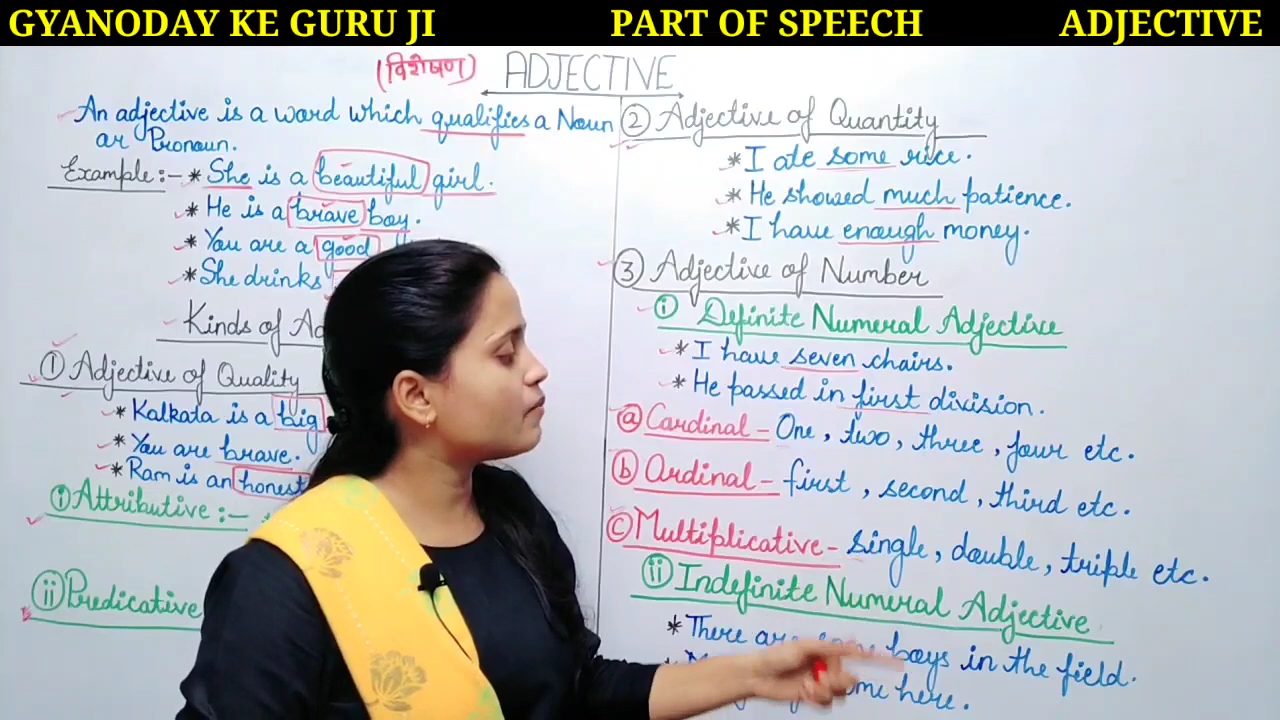 GYANODAY KE GURU JI PART OF SPEECH ADJECTIVE
(विशेषण) ADJECTIVE
An adjective is a word which qualifies a Noun
or Pronoun.
Example :- * She is a beautiful girl.
* He is a brave boy.
* You are a good
* She drinks
Kinds of
① Adjective of Quality
* Kalkata is a big
* You are brave.
* Ram is an honest
ⓘ Attributive :-
ⓘⓘ Predicative
② Adjective of Quantity
* I ate some rice.
* He showed much patience.
* I have enough money.
③ Adjective of Number
ⓘ Definite Numeral Adjective
* I have seven chairs.
* He passed in first division.
ⓐ Cardinal - One, two, three, four etc.
ⓑ Ordinal - first, second, third etc.
ⓒ Multiplicative - single, double, triple etc.
ⓘⓘ Indefinite Numeral Adjective
* There are some boys in the field.
here.